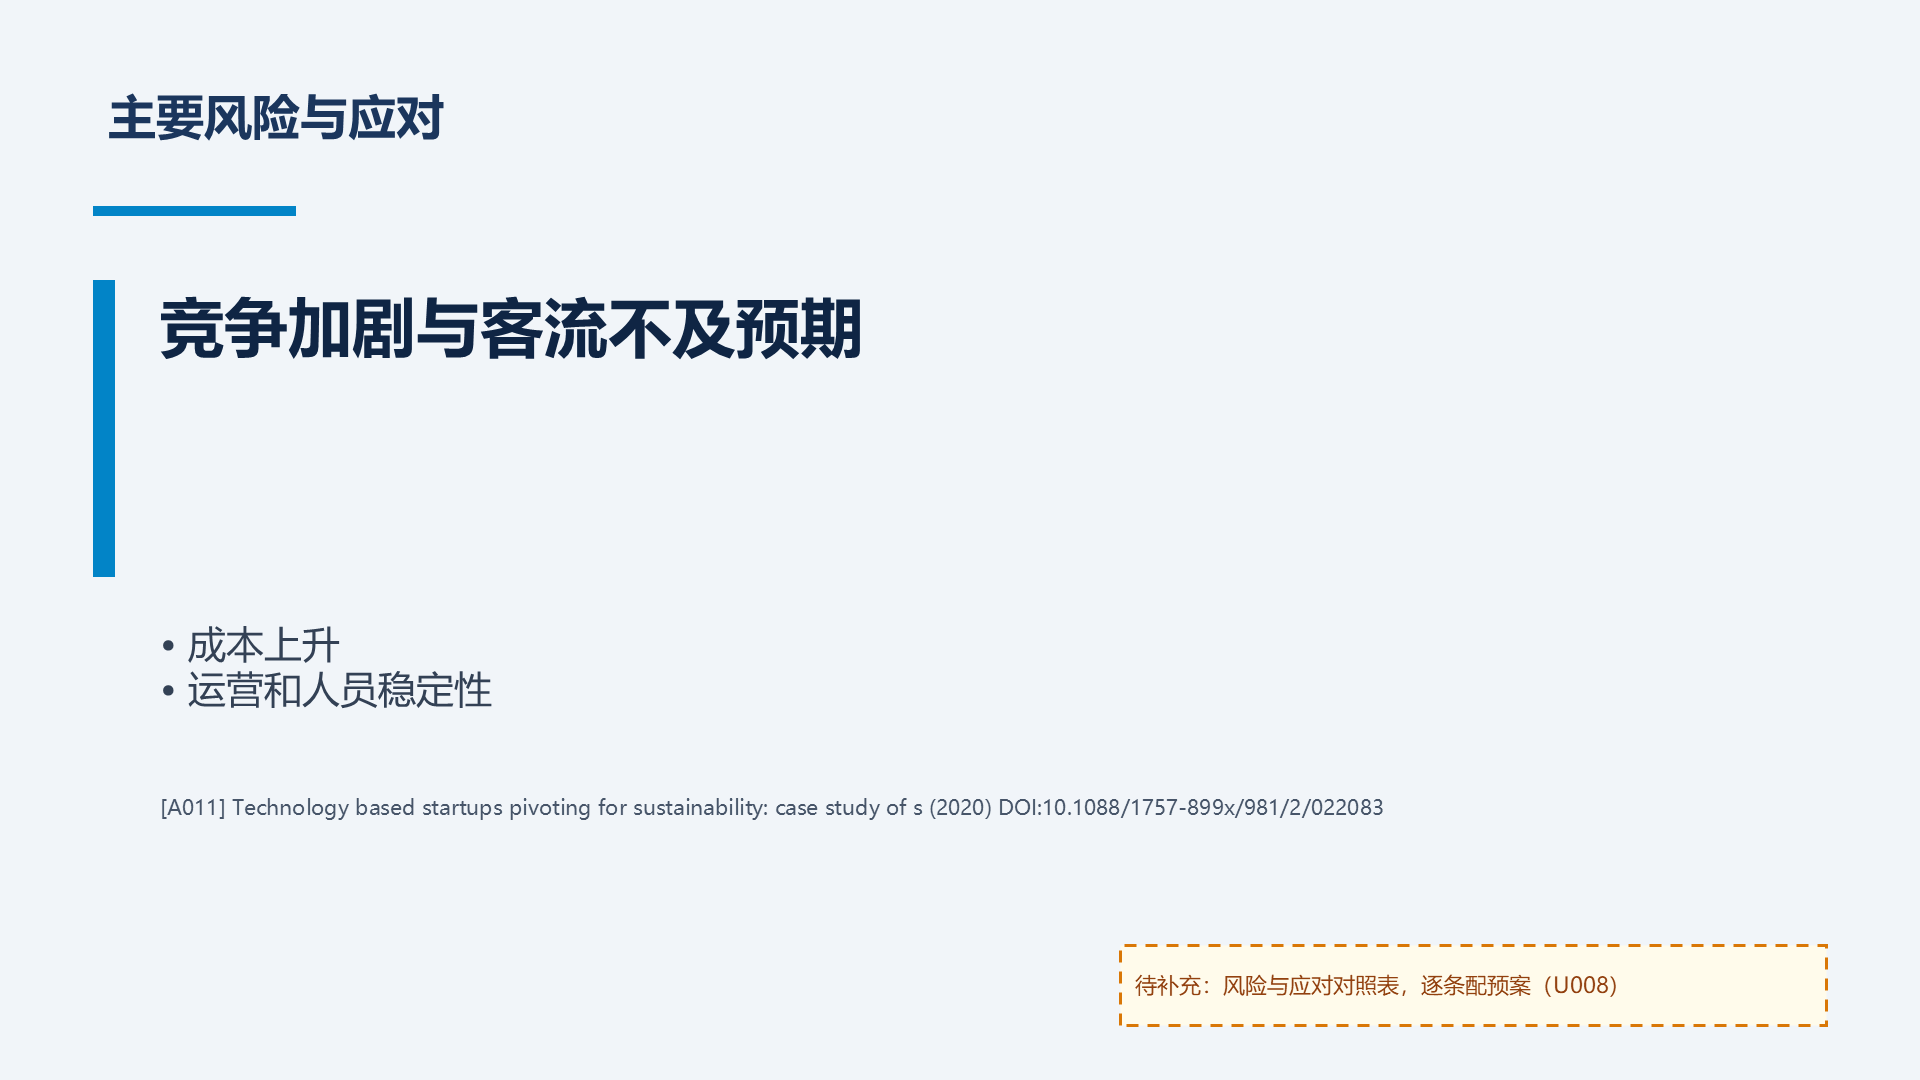 主要风险与应对
竞争加剧与客流不及预期
• 成本上升
• 运营和人员稳定性
[A011] Technology based startups pivoting for sustainability: case study of s (2020) DOI:10.1088/1757-899x/981/2/022083
待补充：风险与应对对照表，逐条配预案（U008）